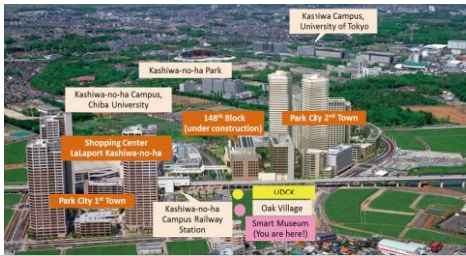 Kashiwa Campus,
University of Tokyo
Kashiwa-no-ha Park
Kashiwa-no-ha Campus,
Chiba University
148th Block
(under construction)
Park City 2nd Town
Shopping Center
LaLaport Kashiwa-no-ha
Park City 1st Town
Kashiwa-no-ha
Campus Railway
Station
UDCK
Oak Village
Smart Museum
(You are here!)